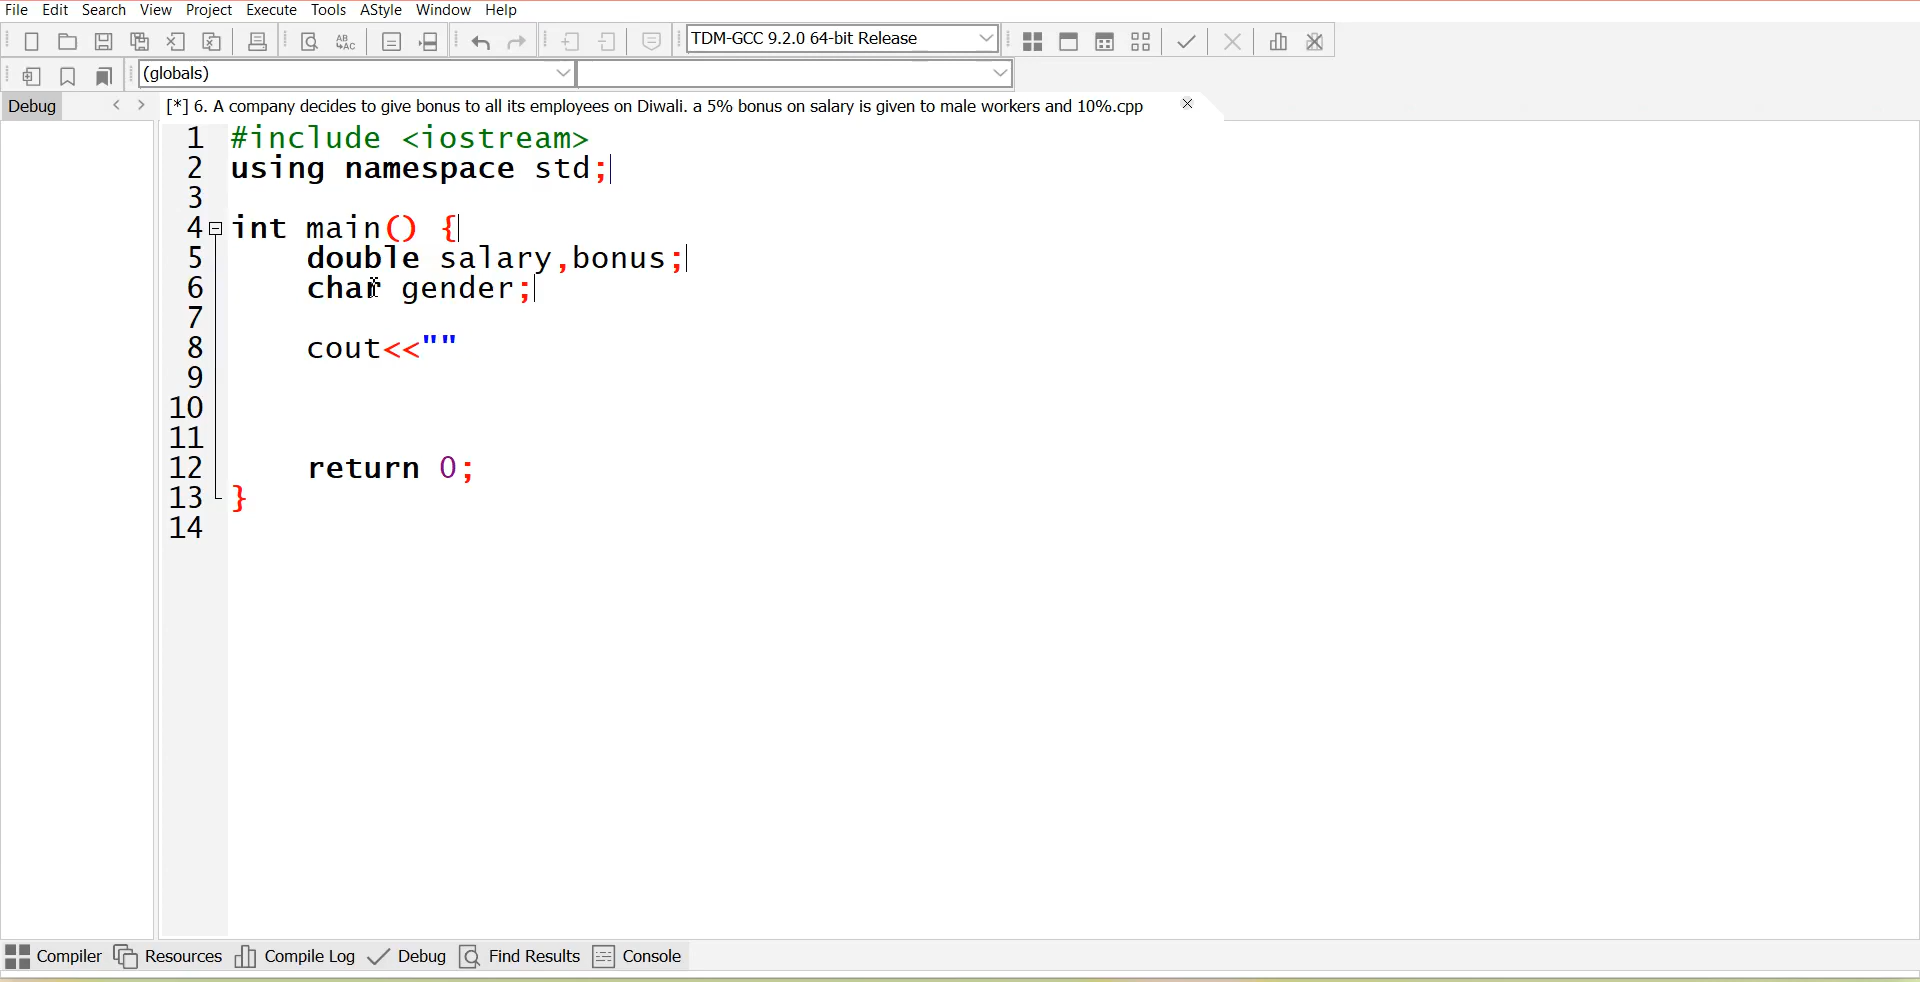 File Edit Search View Project Execute Tools AStyle Window Help
TDM-GCC 9.2.0 64-bit Release
(globals)
Debug
[*] 6. A company decides to give bonus to all its employees on Diwali. a 5% bonus on salary is given to male workers and 10%.cpp
1 #include <iostream>
2 using namespace std;
3
4 int main() {
5 double salary,bonus;
6 char gender;
7
8 cout<<""
9
10
11
12 return 0;
13 }
14
Compiler Resources Compile Log Debug Find Results Console